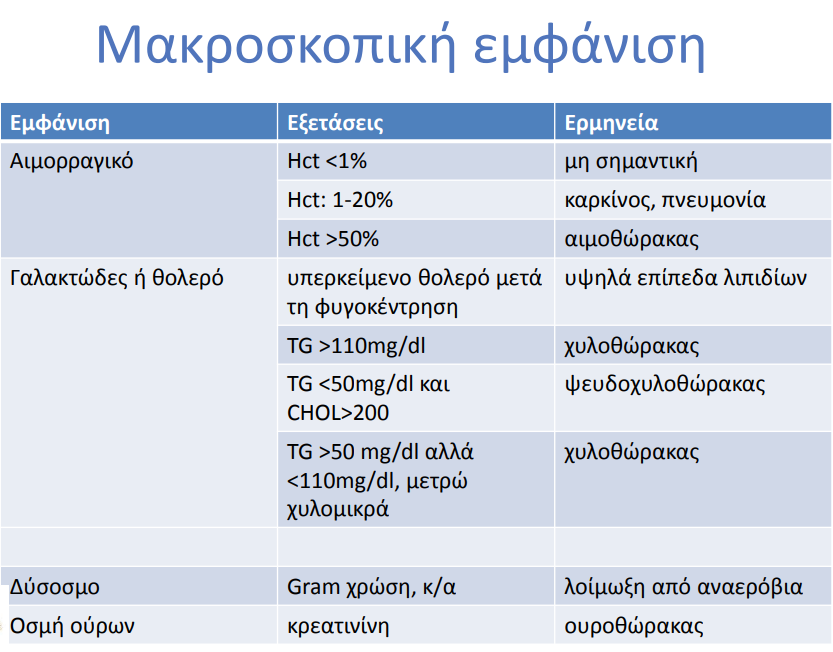 Μακροσκοπική εμφάνιση
Εμφάνιση Εξετάσεις Ερμηνεία
Αιμορραγικό Hct <1% μη σημαντική
Hct: 1-20% καρκίνος, πνευμονία
Hct >50% αιμοθώρακας
Γαλακτώδες ή θολερό υπερκείμενο θολερό μετά υψηλά επίπεδα λιπιδίων
τη φυγοκέντρηση
TG >110mg/dl χυλοθώρακας
TG <50mg/dl και ψευδοχυλοθώρακας
CHOL>200
TG >50 mg/dl αλλά χυλοθώρακας
<110mg/dl, μετρώ
χυλομικρά
Δύσοσμο Gram χρώση, κ/α λοίμωξη από αναερόβια
Οσμή ούρων κρεατινίνη ουροθώρακας